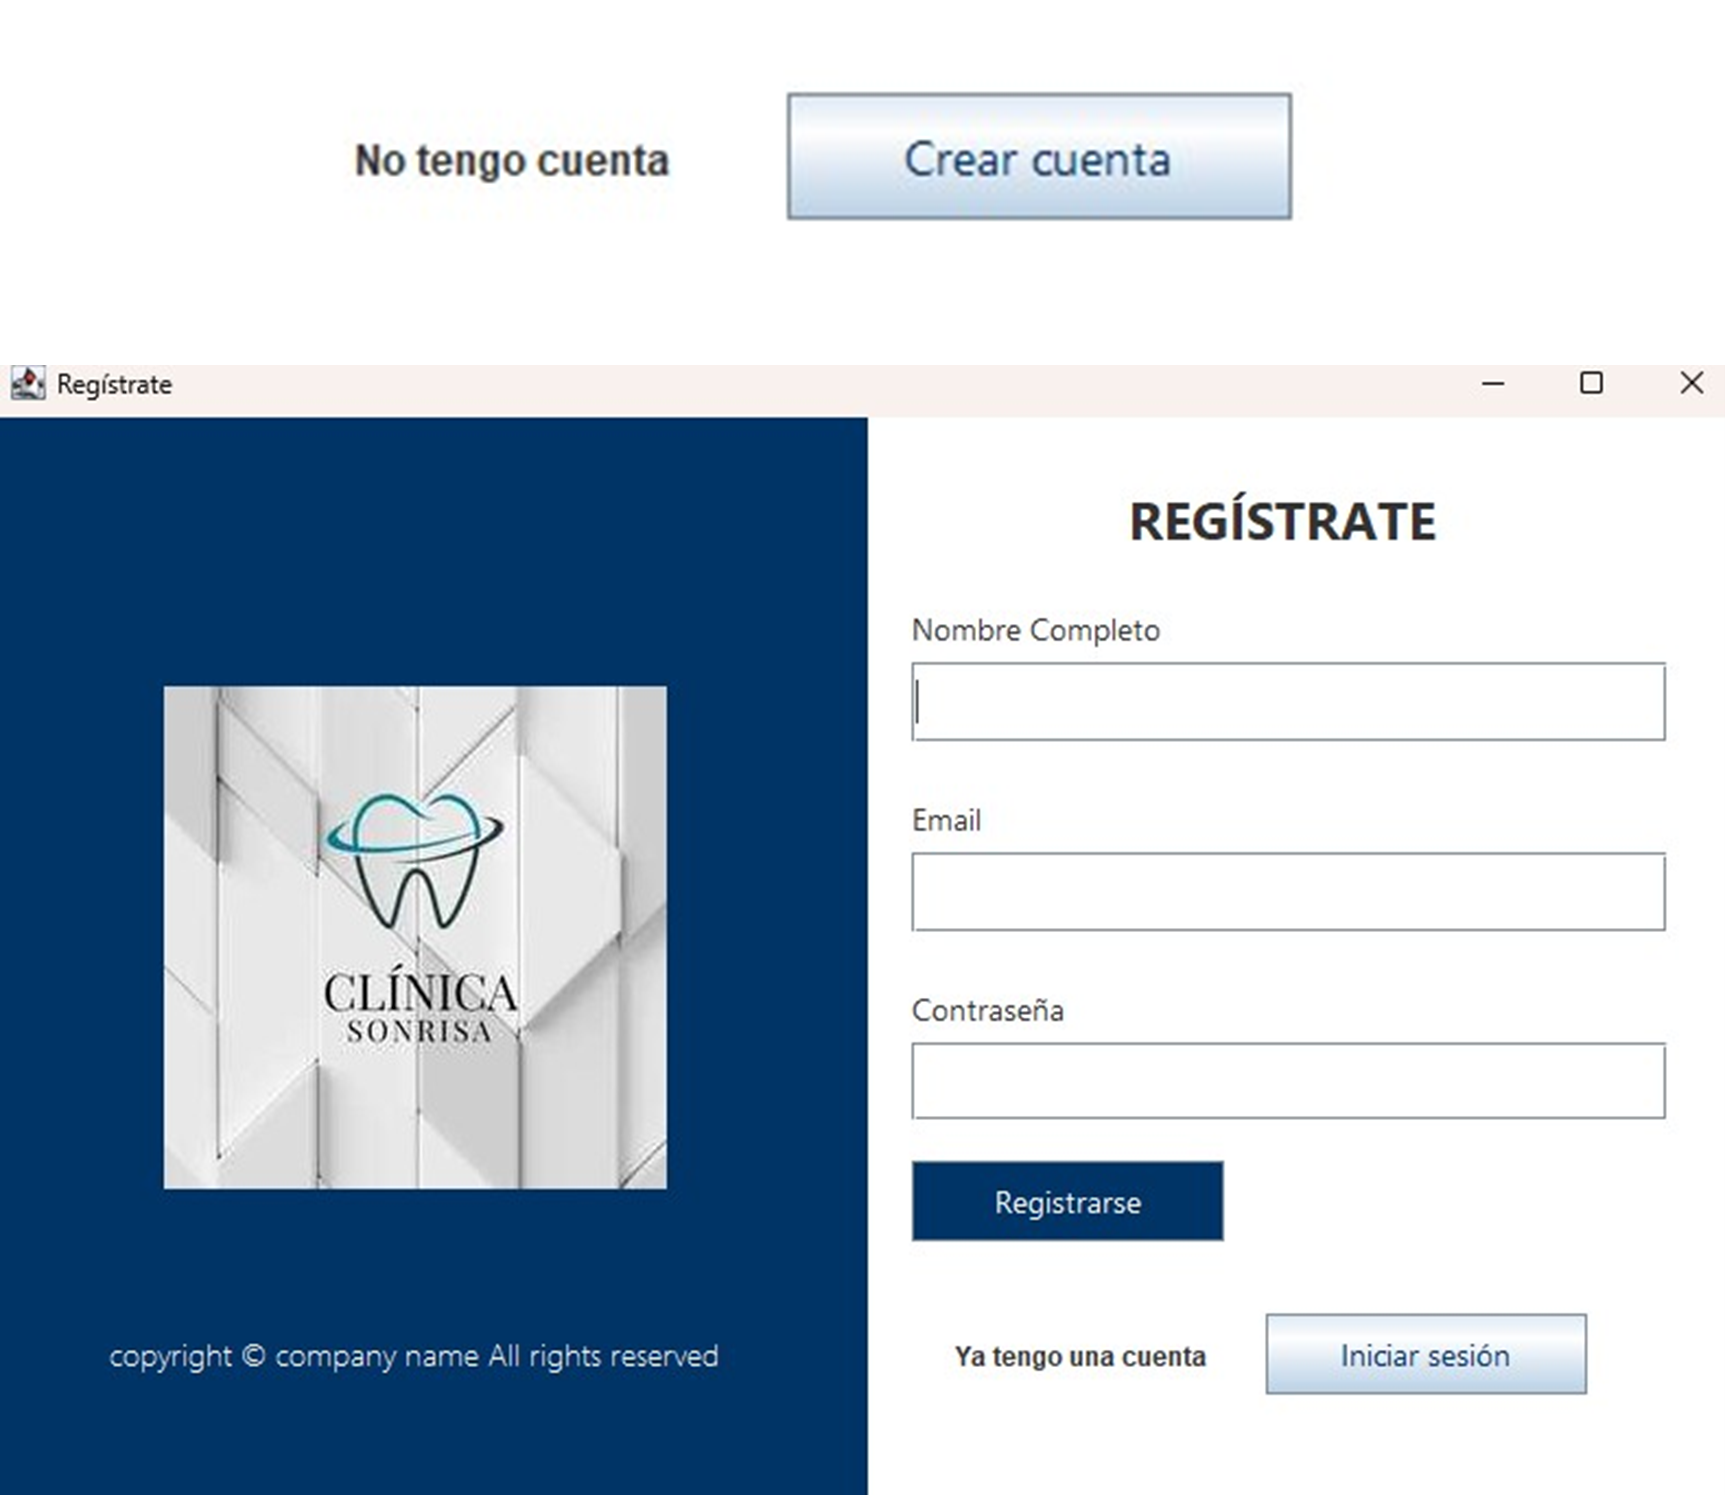 No tengo cuenta
Crear cuenta
Regístrate
REGÍSTRATE
Nombre Completo
Email
Contraseña
Registrarse
Ya tengo una cuenta
Iniciar sesión
CLÍNICA
SONRISA
copyright © company name All rights reserved